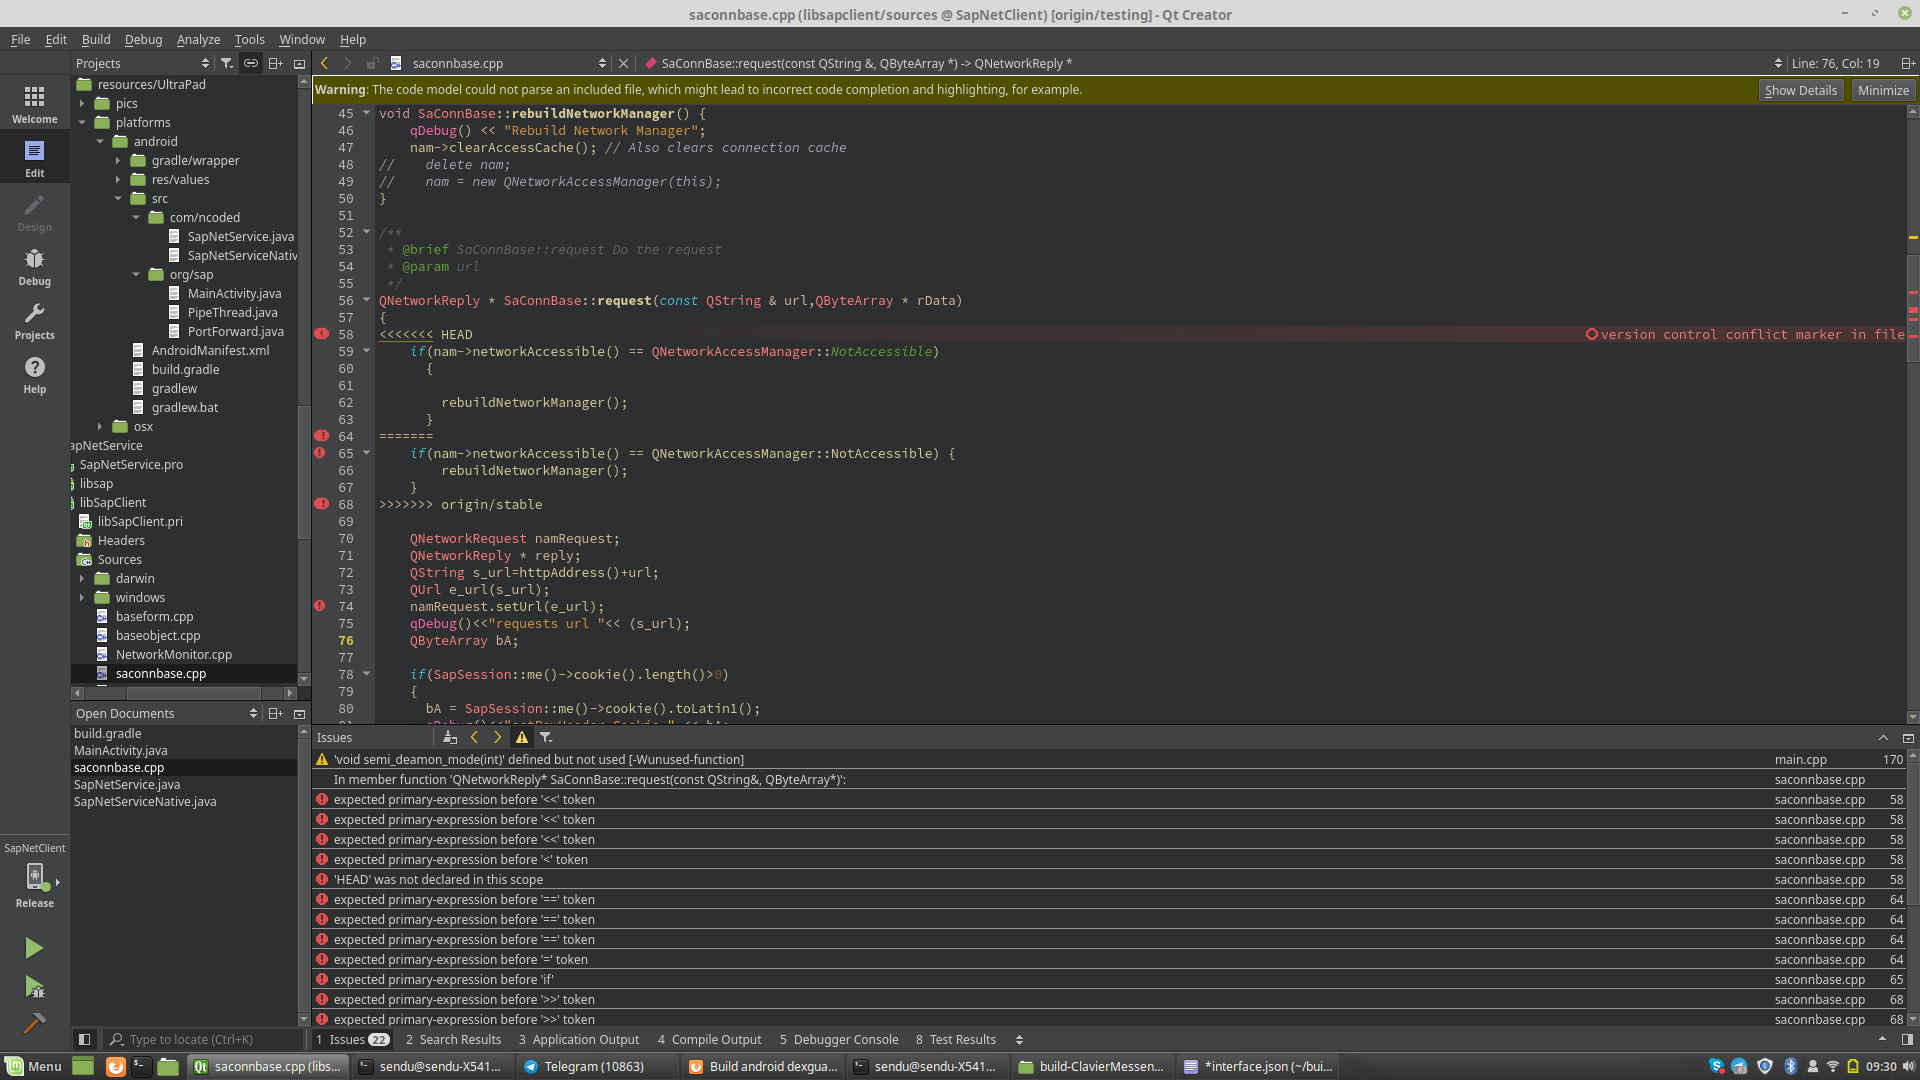 saconnbase.cpp (libsapclient/sources @ SapNetClient) [origin/testing] - Qt Creator
File Edit Build Debug Analyze Tools Window Help
Projects
saconnbase.cpp
SaConnBase::request(const QString &, QByteArray *) -> QNetworkReply *
Line: 76, Col: 19
Warning: The code model could not parse an included file, which might lead to incorrect code completion and highlighting, for example.
Show Details
Minimize
Welcome
Edit
Design
Debug
Projects
Help
resources/UltraPad
pics
platforms
android
gradle/wrapper
res/values
src
com/ncoded
SapNetService.java
SapNetServiceNativ
org/sap
MainActivity.java
PipeThread.java
PortForward.java
AndroidManifest.xml
build.gradle
gradlew
gradlew.bat
osx
apNetService
SapNetService.pro
libsap
libSapClient
libSapClient.pri
Headers
Sources
darwin
windows
baseform.cpp
baseobject.cpp
NetworkMonitor.cpp
saconnbase.cpp
45 void SaConnBase::rebuildNetworkManager() {
46 qDebug() << "Rebuild Network Manager";
47 nam->clearAccessCache(); // Also clears connection cache
48 // delete nam;
49 // nam = new QNetworkAccessManager(this);
50 }
51
52 /**
53 * @brief SaConnBase::request Do the request
54 * @param url
55 */
56 QNetworkReply * SaConnBase::request(const QString & url,QByteArray * rData)
57 {
58 <<<<<<< HEAD version control conflict marker in file
59 if(nam->networkAccessible() == QNetworkAccessManager::NotAccessible)
60 {
61
62 rebuildNetworkManager();
63 }
64 =======
65 if(nam->networkAccessible() == QNetworkAccessManager::NotAccessible) {
66 rebuildNetworkManager();
67 }
68 >>>>>>> origin/stable
69
70 QNetworkRequest namRequest;
71 QNetworkReply * reply;
72 QString s_url=httpAddress()+url;
73 QUrl e_url(s_url);
74 namRequest.setUrl(e_url);
75 qDebug()<<"requests url "<< (s_url);
76 QByteArray bA;
77
78 if(SapSession::me()->cookie().length()>0)
79 {
80 bA = SapSession::me()->cookie().toLatin1();
Open Documents
build.gradle
MainActivity.java
saconnbase.cpp
SapNetService.java
SapNetServiceNative.java
SapNetClient
Release
Issues
'void semi_deamon_mode(int)' defined but not used [-Wunused-function] main.cpp 170
In member function 'QNetworkReply* SaConnBase::request(const QString&, QByteArray*)': saconnbase.cpp
expected primary-expression before '<<' token saconnbase.cpp 58
expected primary-expression before '<<' token saconnbase.cpp 58
expected primary-expression before '<<' token saconnbase.cpp 58
expected primary-expression before '<' token saconnbase.cpp 58
'HEAD' was not declared in this scope saconnbase.cpp 58
expected primary-expression before '==' token saconnbase.cpp 64
expected primary-expression before '==' token saconnbase.cpp 64
expected primary-expression before '==' token saconnbase.cpp 64
expected primary-expression before '=' token saconnbase.cpp 64
expected primary-expression before 'if' saconnbase.cpp 65
expected primary-expression before '>>' token saconnbase.cpp 68
expected primary-expression before '>>' token saconnbase.cpp 68
Type to locate (Ctrl+K)
1 Issues 22 2 Search Results 3 Application Output 4 Compile Output 5 Debugger Console 8 Test Results
Menu
saconnbase.cpp (libs...
sendu@sendu-X541...
Telegram (10863)
Build android dexgua...
sendu@sendu-X541...
build-ClavierMessen...
*interface.json (~/bui...
09:30